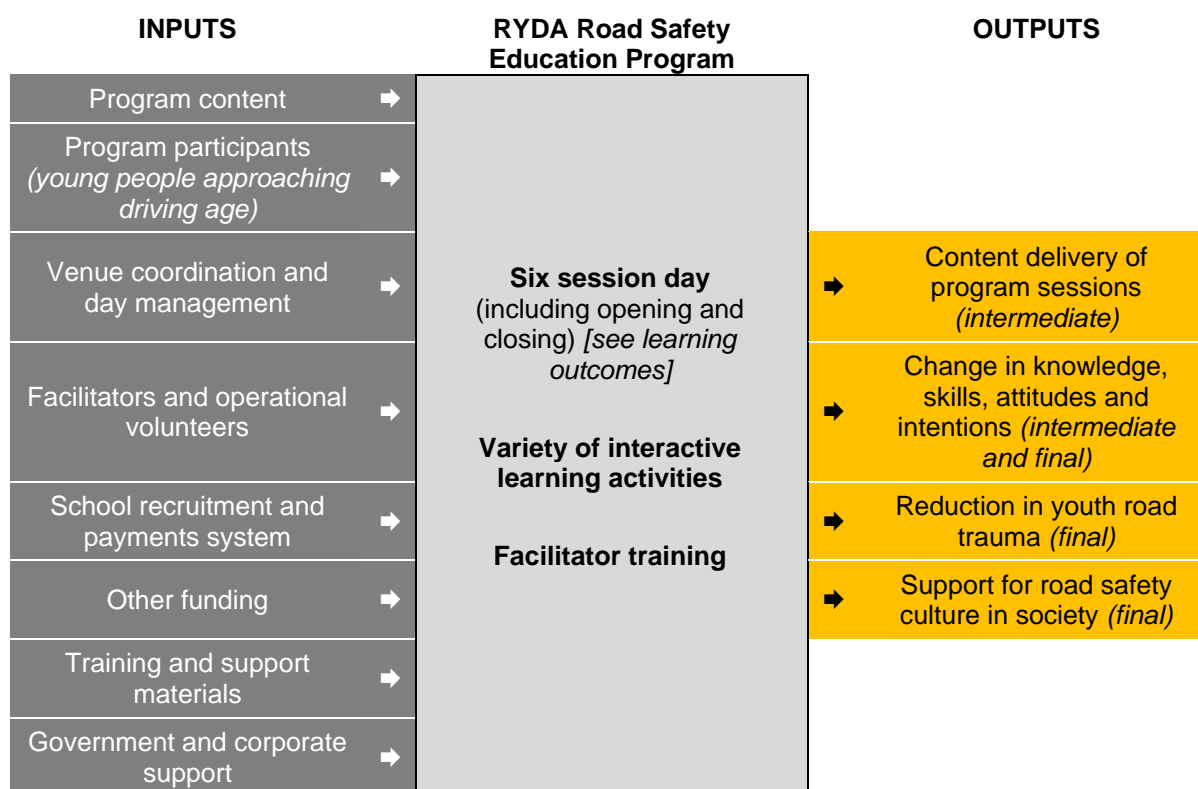 INPUTS
RYDA Road Safety
Education Program
OUTPUTS
Program content
Program participants
(young people approaching
driving age)
Venue coordination and
day management
Facilitators and operational
volunteers
School recruitment and
payments system
Other funding
Training and support
materials
Government and corporate
support
Six session day
(including opening and
closing) [see learning
outcomes]
Variety of interactive
learning activities
Facilitator training
Content delivery of
program sessions
(intermediate)
Change in knowledge,
skills, attitudes and
intentions (intermediate
and final)
Reduction in youth road
trauma (final)
Support for road safety
culture in society (final)